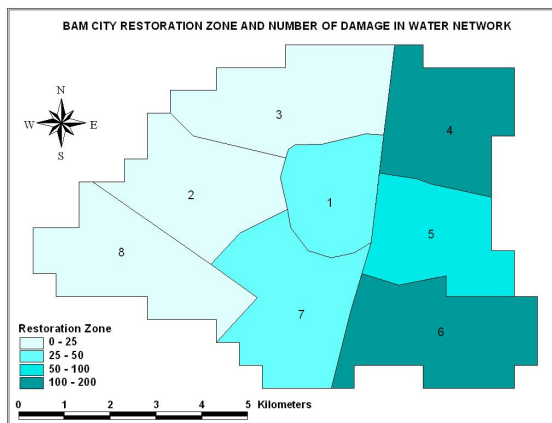 BAM CITY RESTORATION ZONE AND NUMBER OF DAMAGE IN WATER NETWORK
N
W E
S
3
4
1
2
5
8
7
6
Restoration Zone
0 - 25
25 - 50
50 - 100
100 - 200
0 1 2 3 4 5 Kilometers